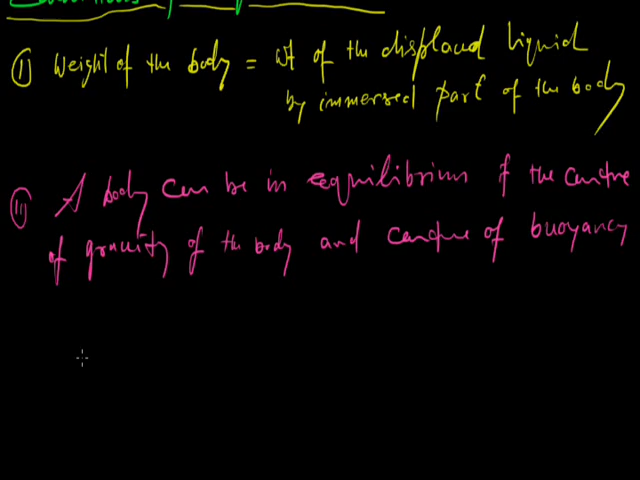 (I) Weight of the body = wt of the displaced liquid
by immersed part of the body
(II) A body can be in equilibrium if the centre
of gravity of the body and centre of buoyancy